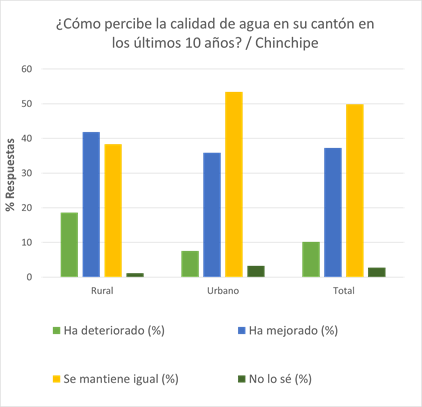 ¿Cómo percibe la calidad de agua en su cantón en
los últimos 10 años? / Chinchipe
% Respuestas
60
50
40
30
20
10
0
Rural
Urbano
Total
Ha deteriorado (%)
Ha mejorado (%)
Se mantiene igual (%)
No lo sé (%)